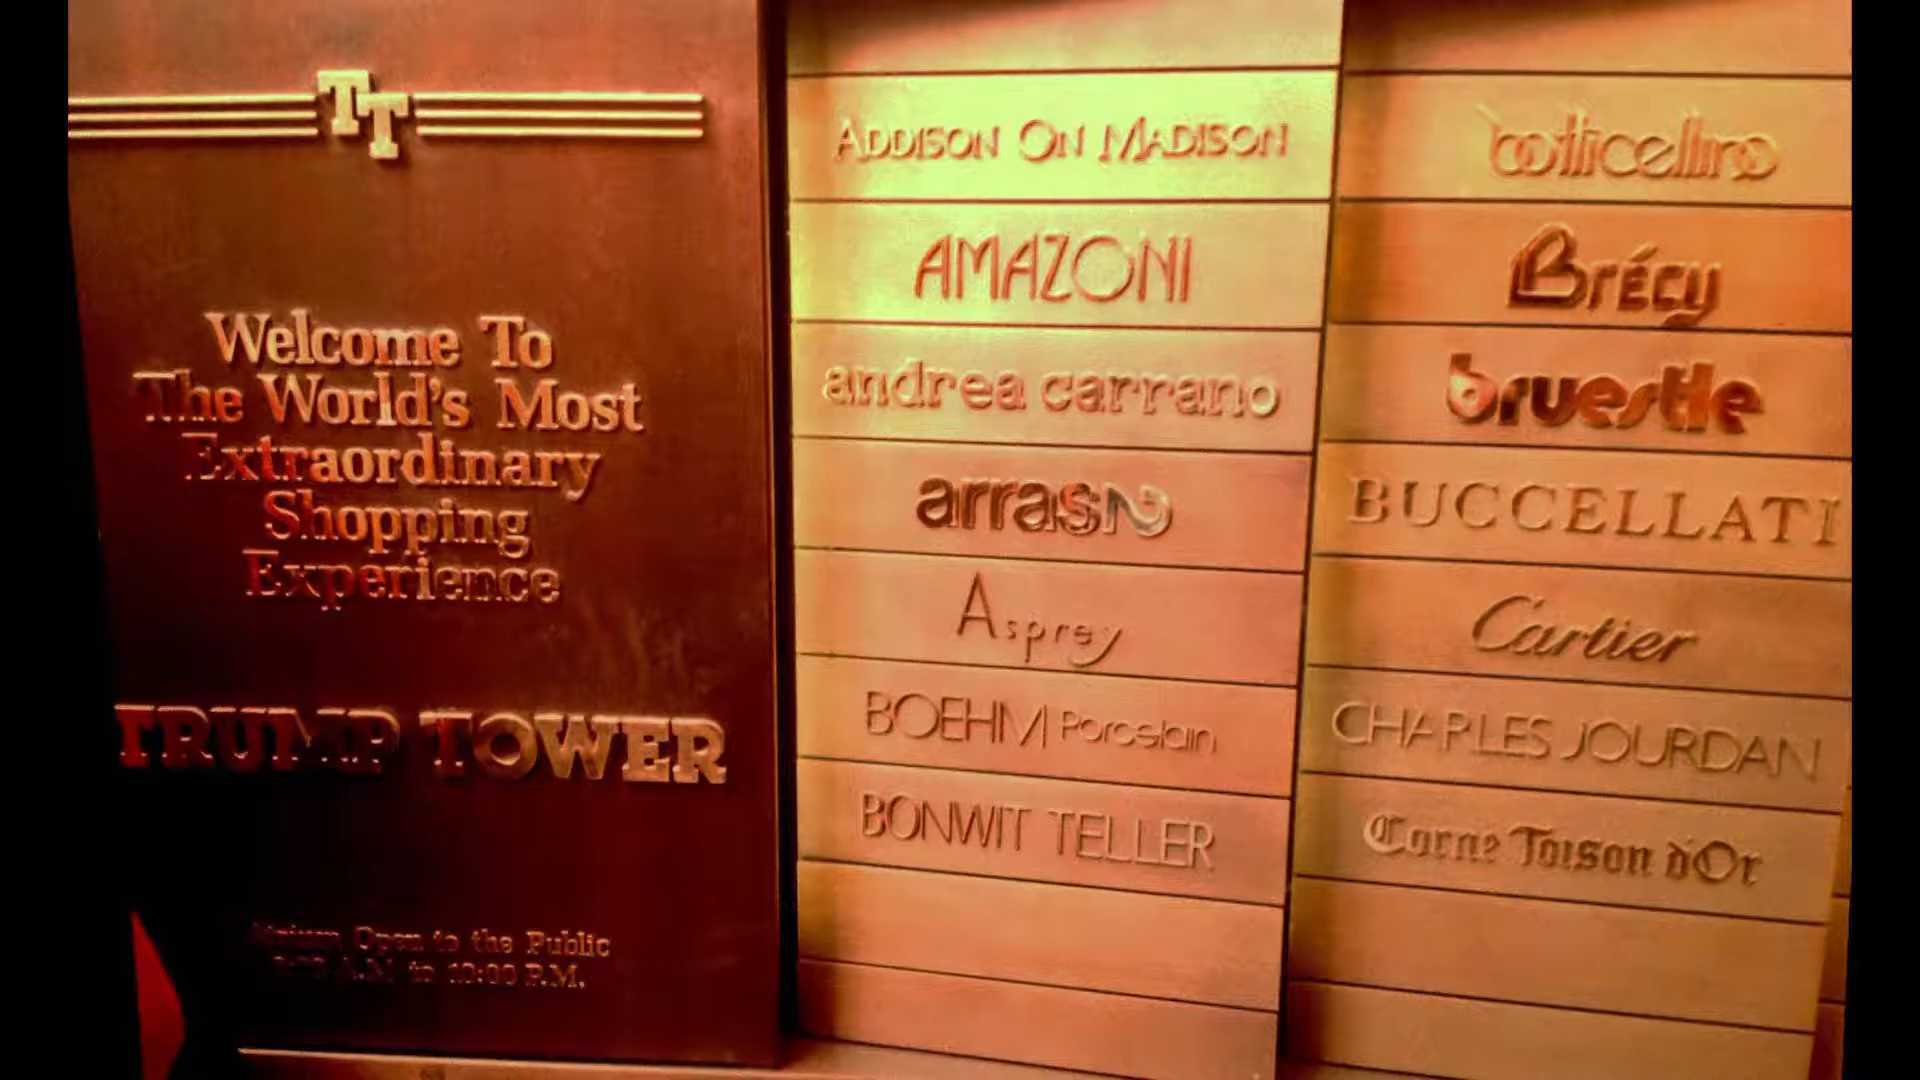 TT
Welcome To
The World's Most
Extraordinary
Shopping
Experience
TRUMP TOWER
Atrium Open to the Public
A.M. to 10:00 P.M.
ADDISON ON MADISON
AMAZONI
andrea carrano
arras
Asprey
BOEHM Porcelain
BONWIT TELLER
botticellino
Brécy
bruestle
BUCCELLATI
Cartier
CHARLES JOURDAN
Corne Toison d'Or